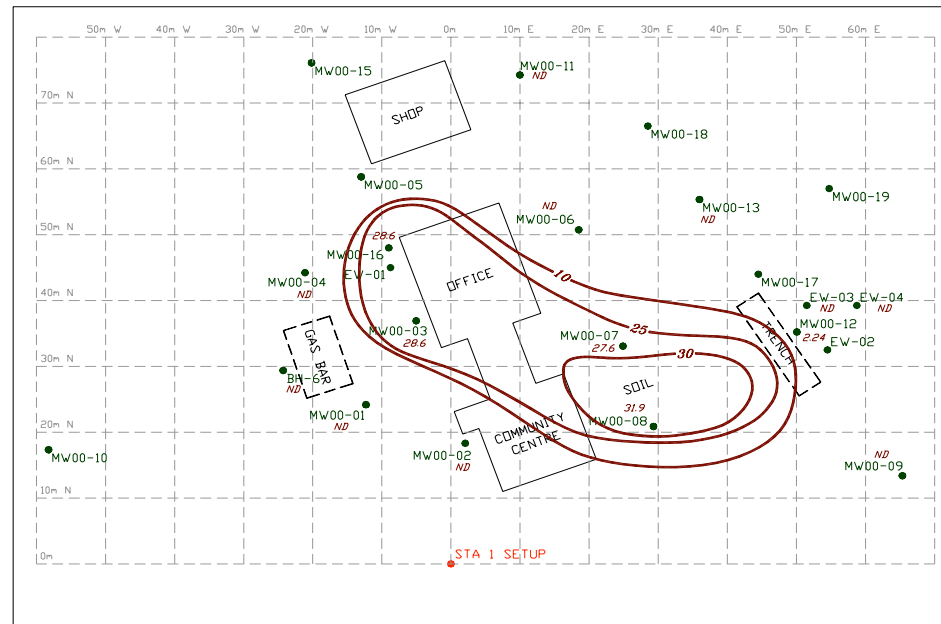 50m W 40m W 30m W 20m W 10m W 0m 10m E 20m E 30m E 40m E 50m E 60m E
MW00-15
MW00-11
ND
70m N
SHOP
MW00-18
60m N
MW00-05
MW00-19
ND
MW00-06
MW00-13
ND
50m N
28.6
MW00-16
EW-01
OFFICE
10
MW00-04
ND
MW00-17
40m N
EW-03 EW-04
ND ND
MW00-03
28.6
GAS BAR
MW00-07
27.6
25
TRENCH
MW00-12
2.24
EW-02
30m N
30
BH-6
ND
SOIL
MW00-01
ND
31.9
MW00-08
20m N
COMMUNITY
CENTRE
MW00-02
ND
MW00-10
ND
MW00-09
10m N
0m
STA 1 SETUP